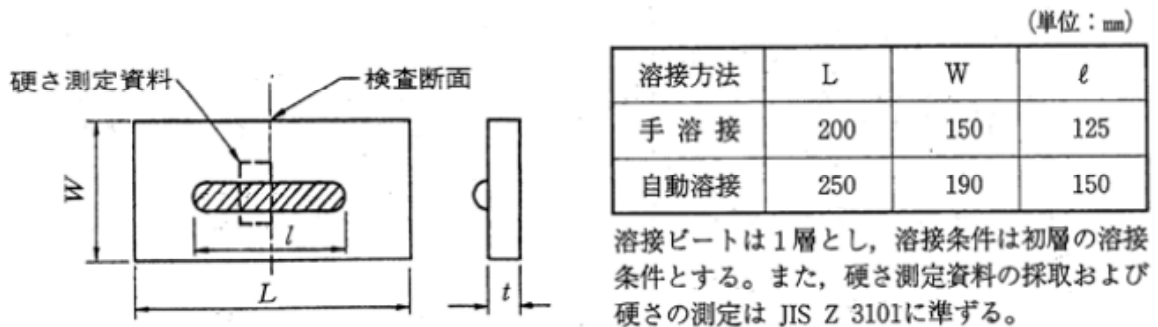 (単位:㎜)
硬さ測定資料
検査断面
W
l
L
t
溶接方法 L W ℓ
手溶接 200 150 125
自動溶接 250 190 150
溶接ビートは1層とし,溶接条件は初層の溶接
条件とする。また,硬さ測定資料の採取および
硬さの測定は JIS Z 3101に準ずる。